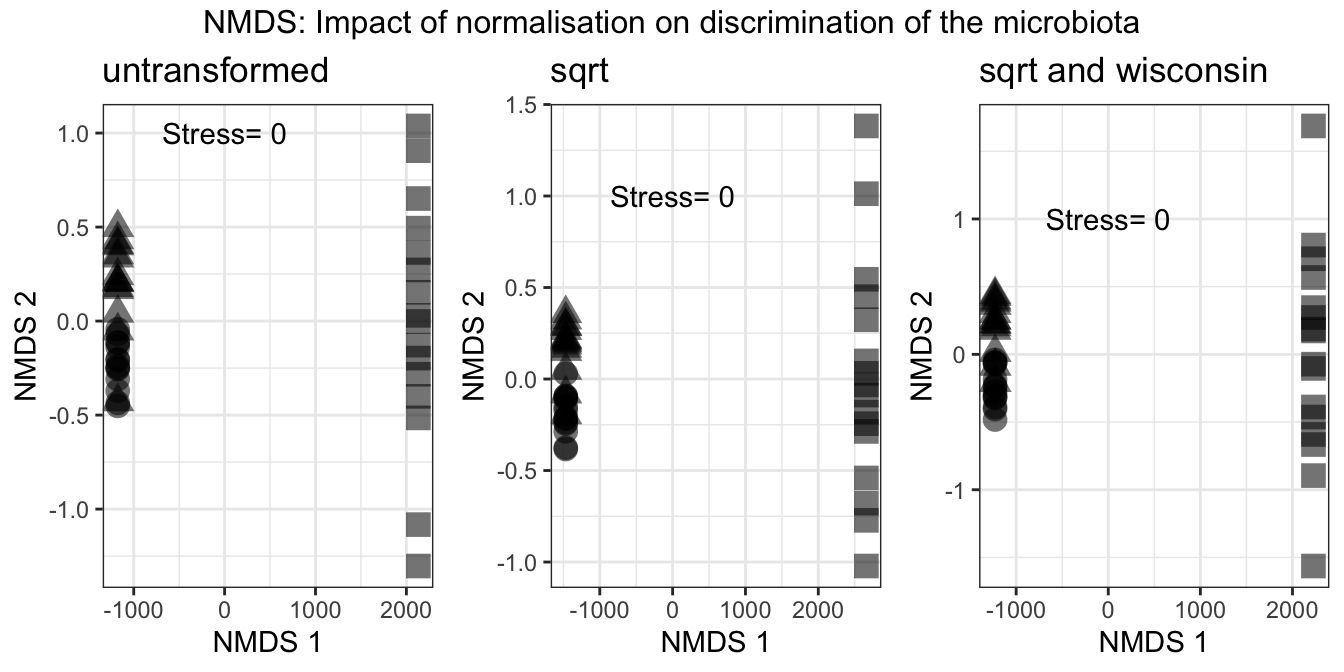 NMDS: Impact of normalisation on discrimination of the microbiota
untransformed
sqrt
sqrt and wisconsin
Stress= 0
1.0
0.5
0.0
-0.5
-1.0
NMDS 2
-1000
0
1000
2000
NMDS 1
Stress= 0
1.5
1.0
0.5
0.0
-0.5
-1.0
NMDS 2
-1000
0
1000
2000
NMDS 1
Stress= 0
1
0
-1
NMDS 2
-1000
0
1000
2000
NMDS 1